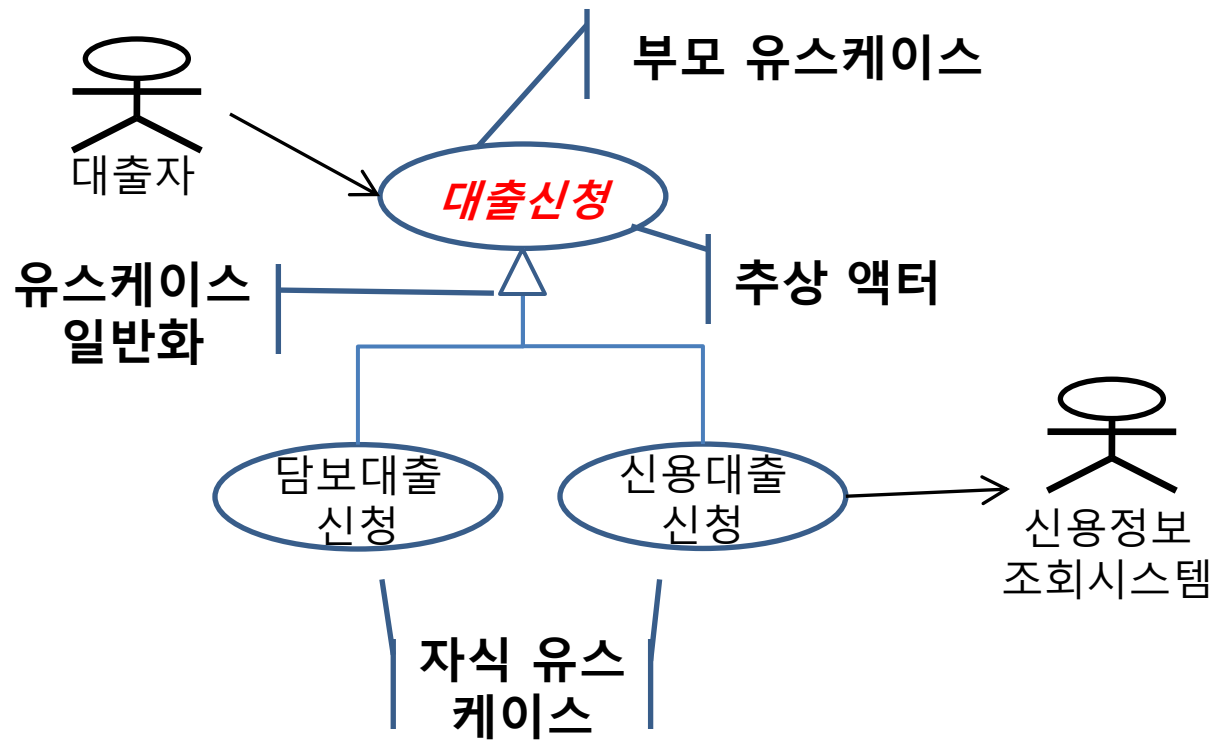 부모 유스케이스
대출자
대출신청
유스케이스
일반화
추상 액터
담보대출
신청
신용대출
신청
신용정보
조회시스템
자식 유스
케이스